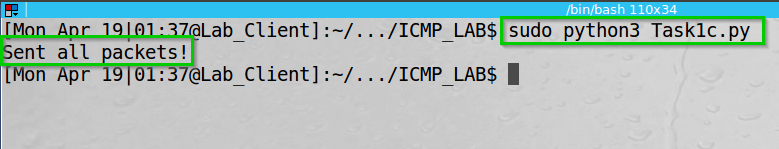 /bin/bash 110x34
[Mon Apr 19|01:37@Lab_Client]:~/.../ICMP_LAB$ sudo python3 Task1c.py
Sent all packets!
[Mon Apr 19|01:37@Lab_Client]:~/.../ICMP_LAB$